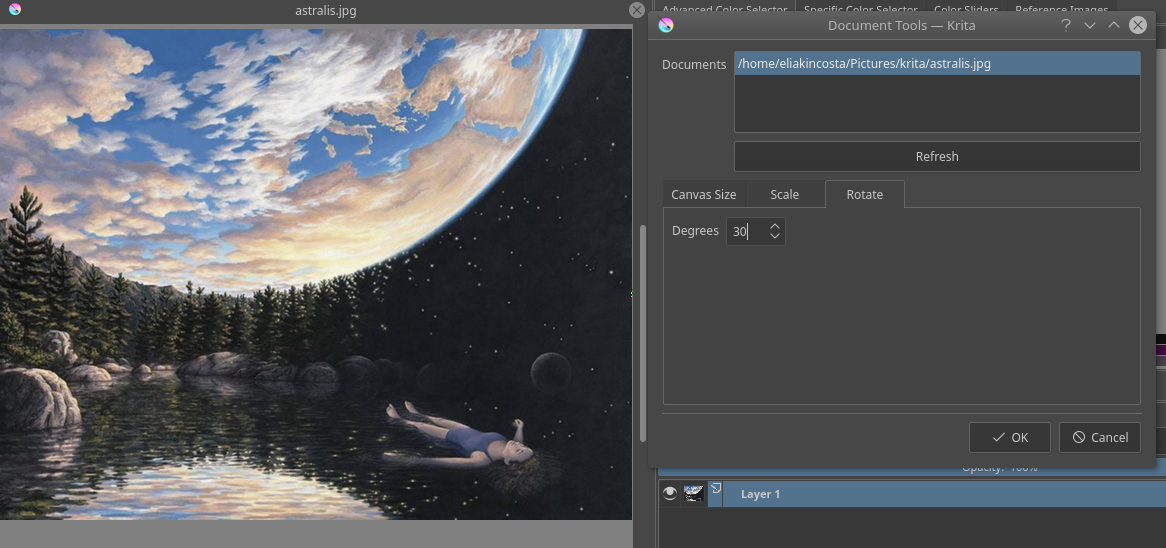 astralis.jpg
Advanced Color Selector
Specific Color Selector
Color Sliders
Reference Images
Document Tools — Krita
Documents
/home/eliakincosta/Pictures/krita/astralis.jpg
Refresh
Canvas Size
Scale
Rotate
Degrees
30
OK
Cancel
Opacity: 100%
Layer 1